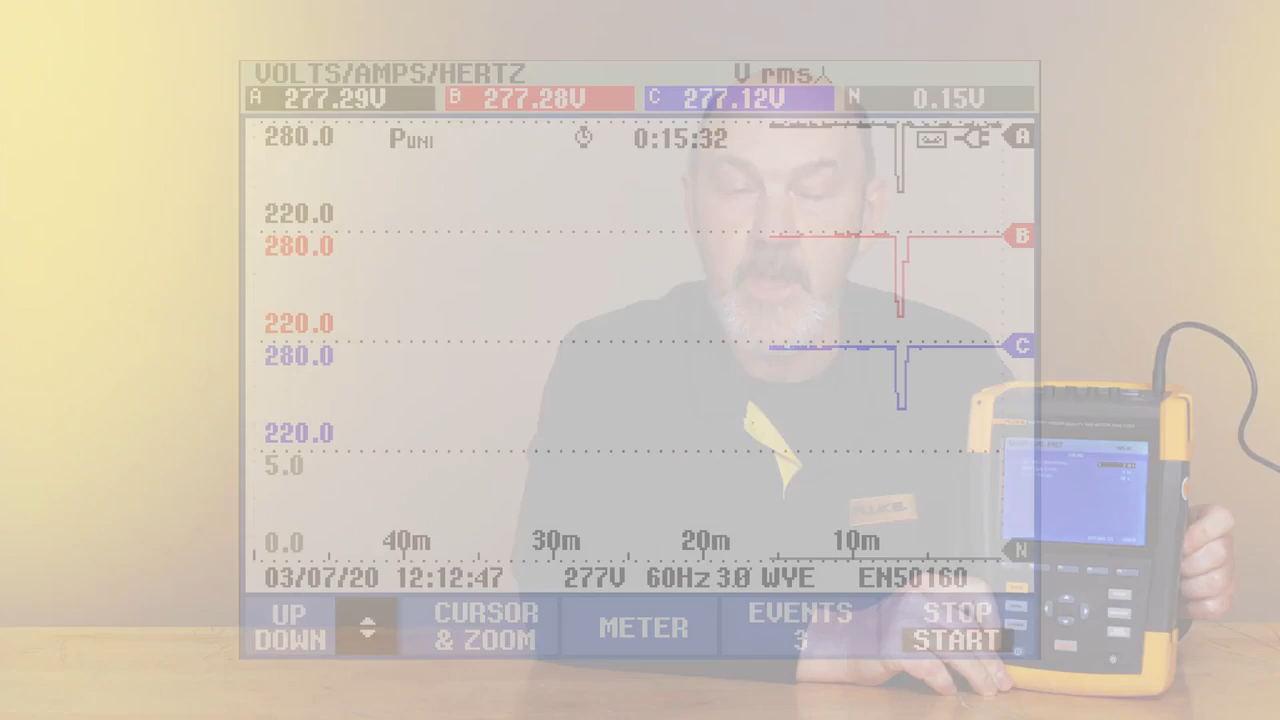 VOLTS/AMPS/HERTZ
V rms
A 277.29V B 277.28V C 277.12V N 0.15V
280.0 PUNI 0:15:32 A
220.0
280.0 B
220.0
280.0 C
220.0
5.0
FLUKE
0.0 40m 30m 20m 10m N
03/07/20 12:12:47 277V 60Hz 3Ø WYE EN50160
UP DOWN CURSOR & ZOOM METER EVENTS 3 STOP START